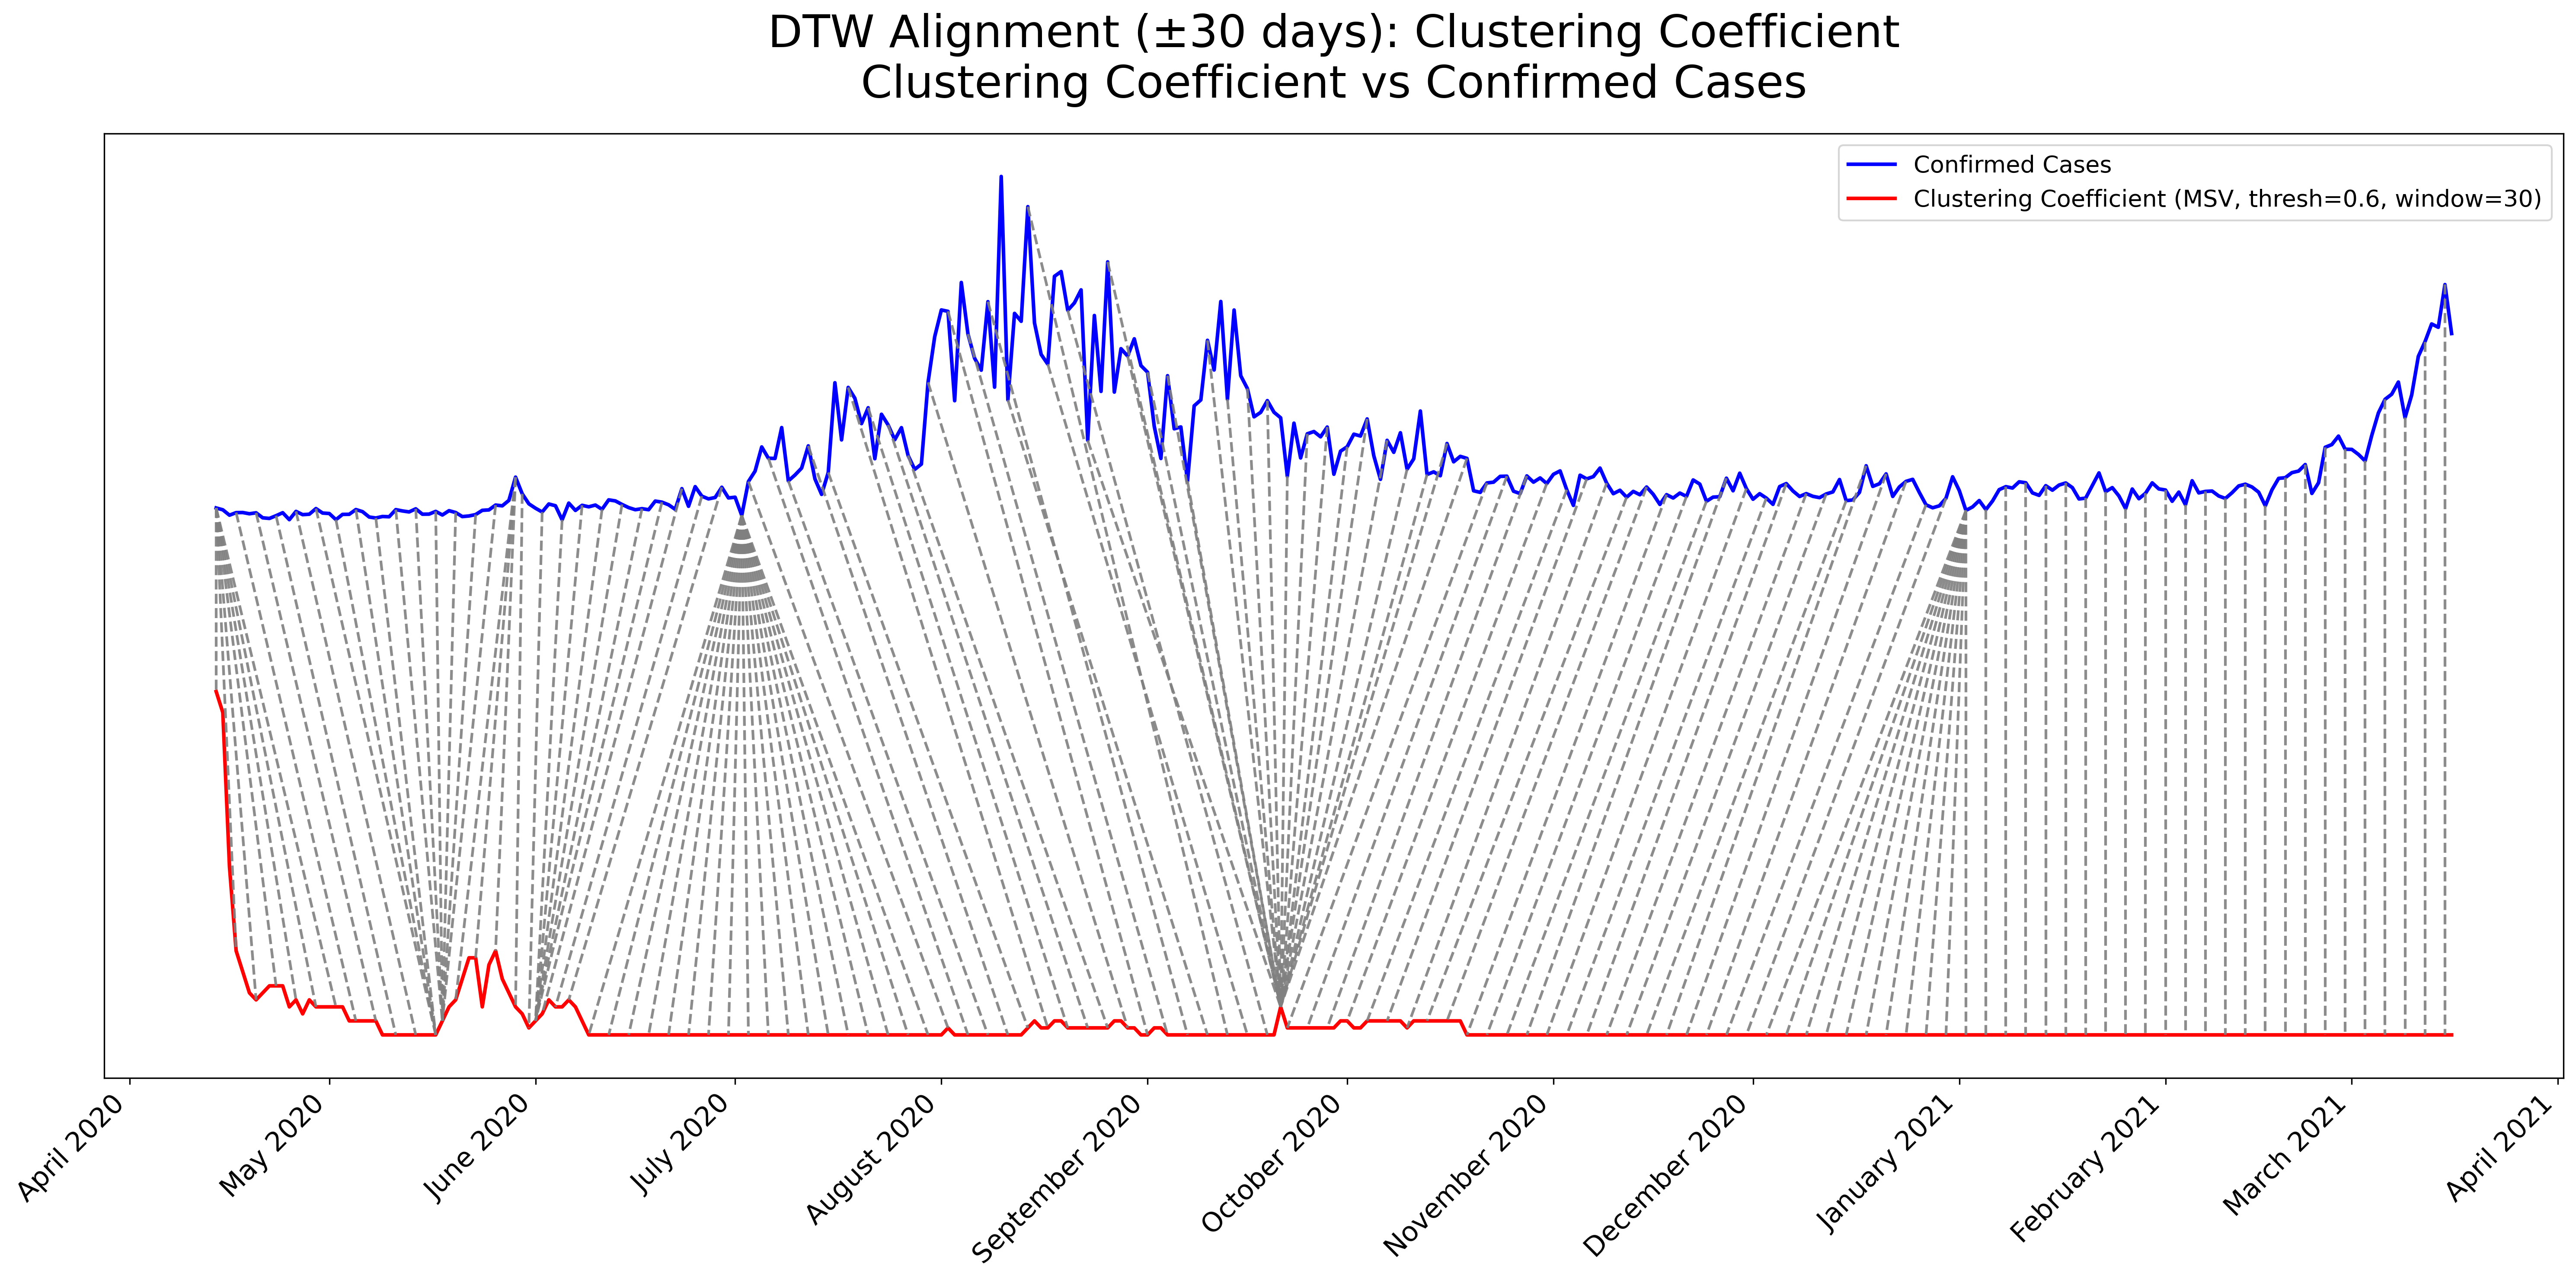 DTW Alignment (±30 days): Clustering Coefficient
Clustering Coefficient vs Confirmed Cases
Confirmed Cases
Clustering Coefficient (MSV, thresh=0.6, window=30)
April 2020
May 2020
June 2020
July 2020
August 2020
September 2020
October 2020
November 2020
December 2020
January 2021
February 2021
March 2021
April 2021